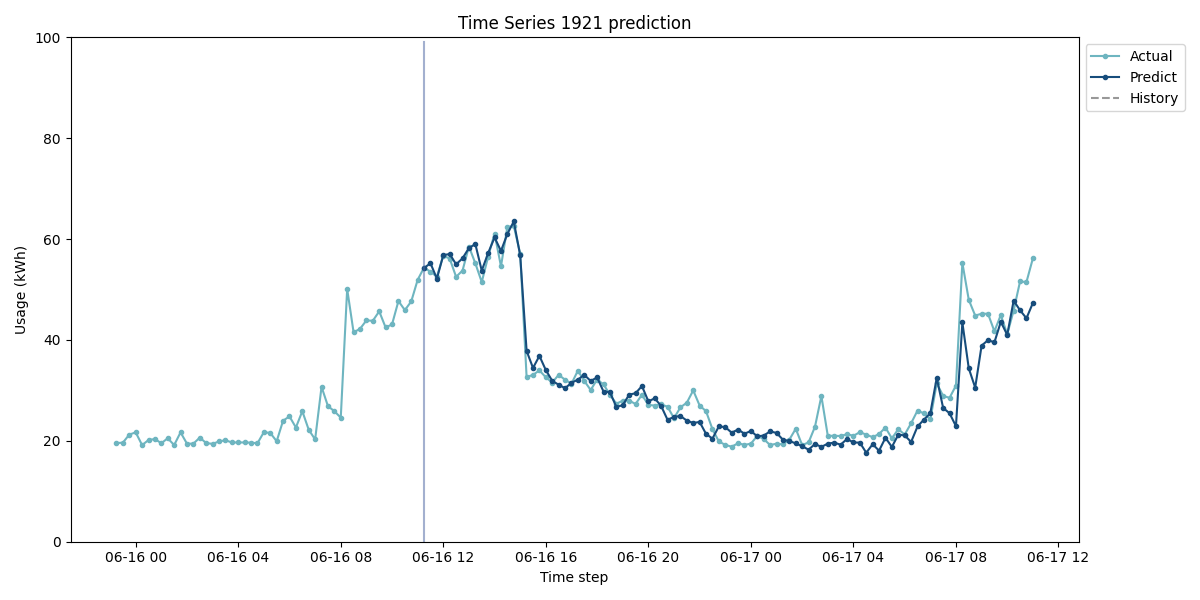 Time Series 1921 prediction
100
80
60
40
20
0
Usage (kWh)
06-16 00 06-16 04 06-16 08 06-16 12 06-16 16 06-16 20 06-17 00 06-17 04 06-17 08 06-17 12
Time step
Actual
Predict
History